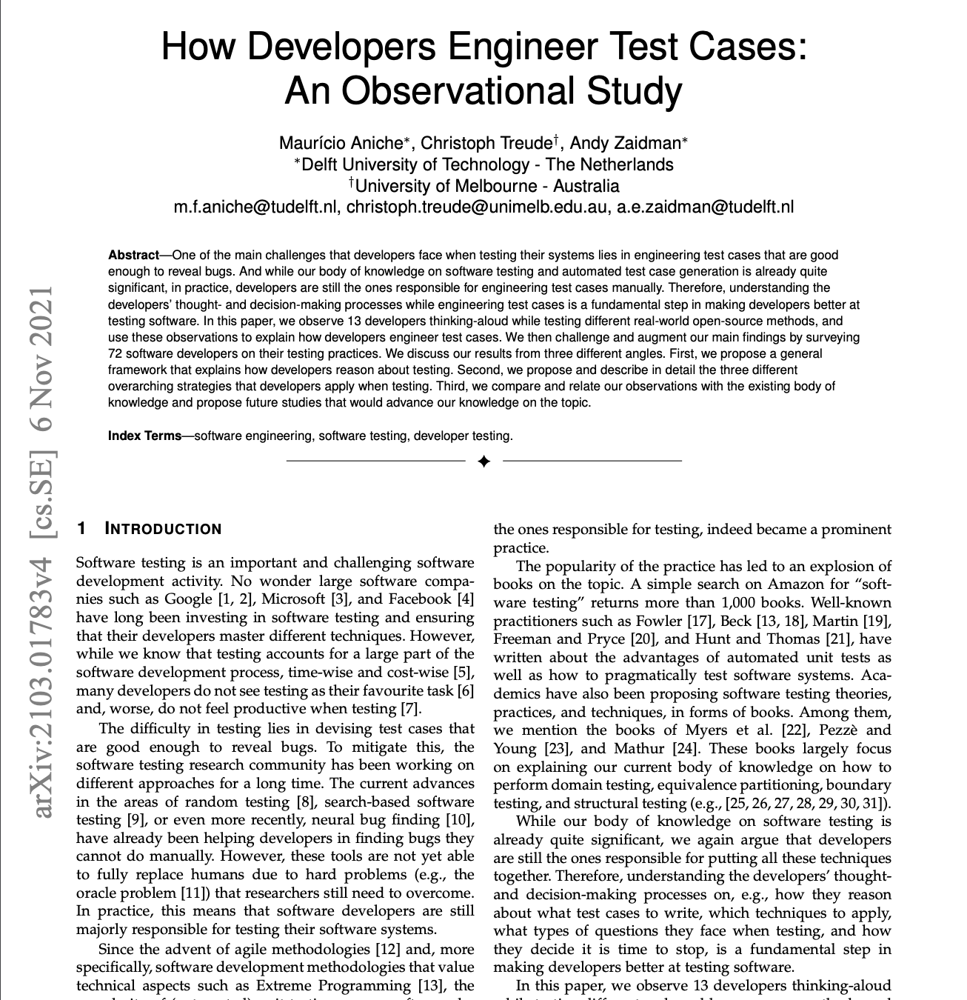 How Developers Engineer Test Cases:
An Observational Study
Maurício Aniche*, Christoph Treude†, Andy Zaidman*
*Delft University of Technology - The Netherlands
†University of Melbourne - Australia
m.f.aniche@tudelft.nl, christoph.treude@unimelb.edu.au, a.e.zaidman@tudelft.nl
Abstract—One of the main challenges that developers face when testing their systems lies in engineering test cases that are good
enough to reveal bugs. And while our body of knowledge on software testing and automated test case generation is already quite
significant, in practice, developers are still the ones responsible for engineering test cases manually. Therefore, understanding the
developers' thought- and decision-making processes while engineering test cases is a fundamental step in making developers better at
testing software. In this paper, we observe 13 developers thinking-aloud while testing different real-world open-source methods, and
use these observations to explain how developers engineer test cases. We then challenge and augment our main findings by surveying
72 software developers on their testing practices. We discuss our results from three different angles. First, we propose a general
framework that explains how developers reason about testing. Second, we propose and describe in detail the three different
overarching strategies that developers apply when testing. Third, we compare and relate our observations with the existing body of
knowledge and propose future studies that would advance our knowledge on the topic.
Index Terms—software engineering, software testing, developer testing.
arXiv:2103.01783v4 [cs.SE] 6 Nov 2021
1 INTRODUCTION
Software testing is an important and challenging software
development activity. No wonder large software compa-
nies such as Google [1, 2], Microsoft [3], and Facebook [4]
have long been investing in software testing and ensuring
that their developers master different techniques. However,
while we know that testing accounts for a large part of the
software development process, time-wise and cost-wise [5],
many developers do not see testing as their favourite task [6]
and, worse, do not feel productive when testing [7].
The difficulty in testing lies in devising test cases that
are good enough to reveal bugs. To mitigate this, the
software testing research community has been working on
different approaches for a long time. The current advances
in the areas of random testing [8], search-based software
testing [9], or even more recently, neural bug finding [10],
have already been helping developers in finding bugs they
cannot do manually. However, these tools are not yet able
to fully replace humans due to hard problems (e.g., the
oracle problem [11]) that researchers still need to overcome.
In practice, this means that software developers are still
majorly responsible for testing their software systems.
Since the advent of agile methodologies [12] and, more
specifically, software development methodologies that value
technical aspects such as Extreme Programming [13], the
the ones responsible for testing, indeed became a prominent
practice.
The popularity of the practice has led to an explosion of
books on the topic. A simple search on Amazon for “soft-
ware testing” returns more than 1,000 books. Well-known
practitioners such as Fowler [17], Beck [13, 18], Martin [19],
Freeman and Pryce [20], and Hunt and Thomas [21], have
written about the advantages of automated unit tests as
well as how to pragmatically test software systems. Aca-
demics have also been proposing software testing theories,
practices, and techniques, in forms of books. Among them,
we mention the books of Myers et al. [22], Pezzè and
Young [23], and Mathur [24]. These books largely focus
on explaining our current body of knowledge on how to
perform domain testing, equivalence partitioning, boundary
testing, and structural testing (e.g., [25, 26, 27, 28, 29, 30, 31]).
While our body of knowledge on software testing is
already quite significant, we again argue that developers
are still the ones responsible for putting all these techniques
together. Therefore, understanding the developers' thought-
and decision-making processes on, e.g., how they reason
about what test cases to write, which techniques to apply,
what types of questions they face when testing, and how
they decide it is time to stop, is a fundamental step in
making developers better at testing software.
In this paper, we observe 13 developers thinking-aloud